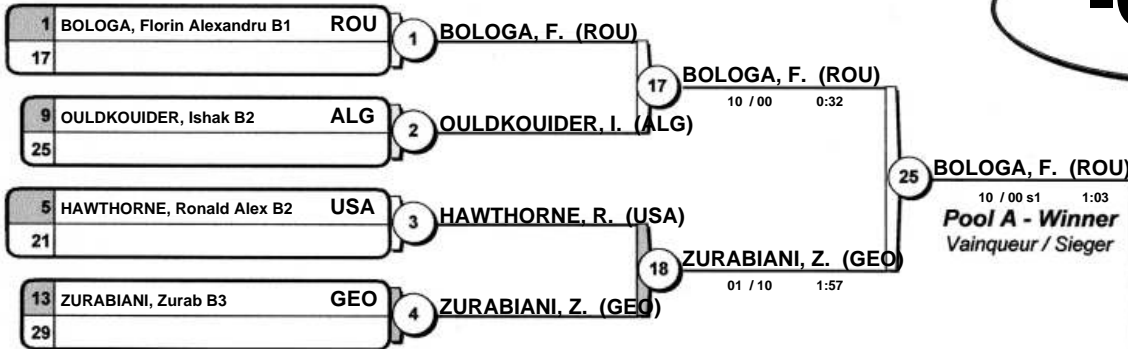 1 BOLOGA, Florin Alexandru B1 ROU
17
1 BOLOGA, F. (ROU)
9 OULDKOUIDER, Ishak B2 ALG
25
2 OULDKOUIDER, I. (ALG)
17 BOLOGA, F. (ROU)
10 / 00 0:32
5 HAWTHORNE, Ronald Alex B2 USA
21
3 HAWTHORNE, R. (USA)
13 ZURABIANI, Zurab B3 GEO
29
4 ZURABIANI, Z. (GEO)
18 ZURABIANI, Z. (GEO)
01 / 10 1:57
25 BOLOGA, F. (ROU)
10 / 00 s1 1:03
Pool A - Winner
Vainqueur / Sieger